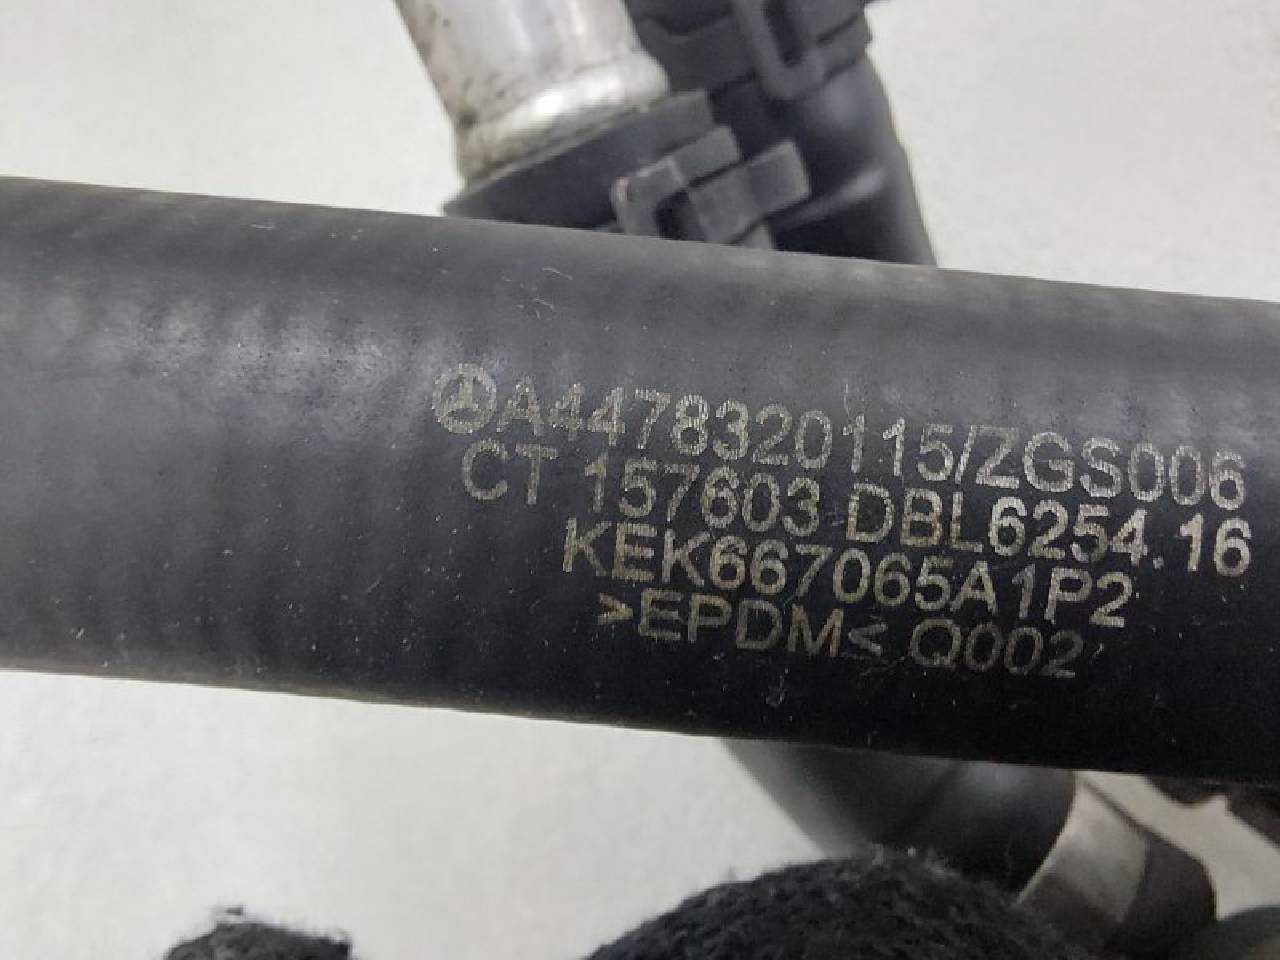 A4478320115/ZGS006
CT 157603 DBL6254.16
KEK667065A1P2
>EPDM< Q002